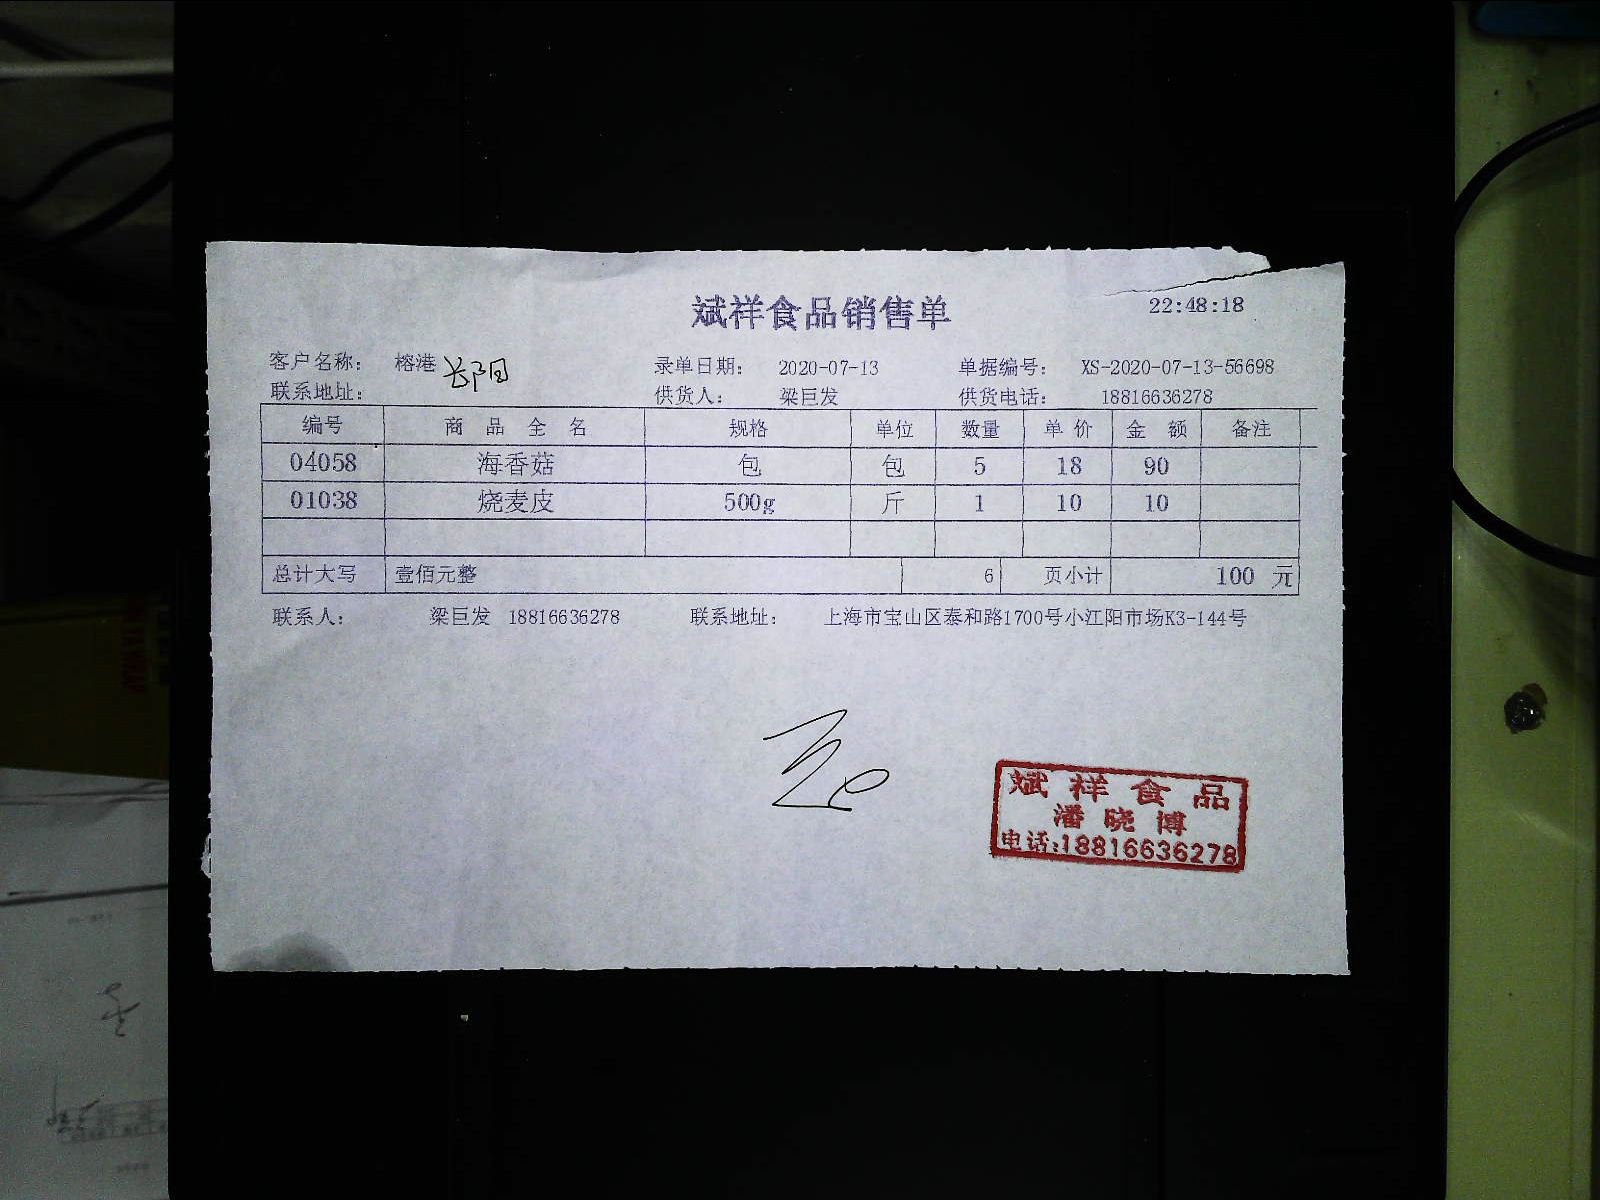 斌祥食品销售单 22:48:18
客户名称： 榕港 长阳 录单日期： 2020-07-13 单据编号： XS-2020-07-13-56698
联系地址： 供货人： 梁巨发 供货电话： 18816636278
编号 商 品 全 名 规格 单位 数量 单 价 金 额 备注
04058 海香菇 包 包 5 18 90
01038 烧麦皮 500g 斤 1 10 10
总计大写 壹佰元整 6 页小计 100 元
联系人： 梁巨发 18816636278 联系地址： 上海市宝山区泰和路1700号小江阳市场K3-144号
斌祥食品
潘晓博
电话:18816636278